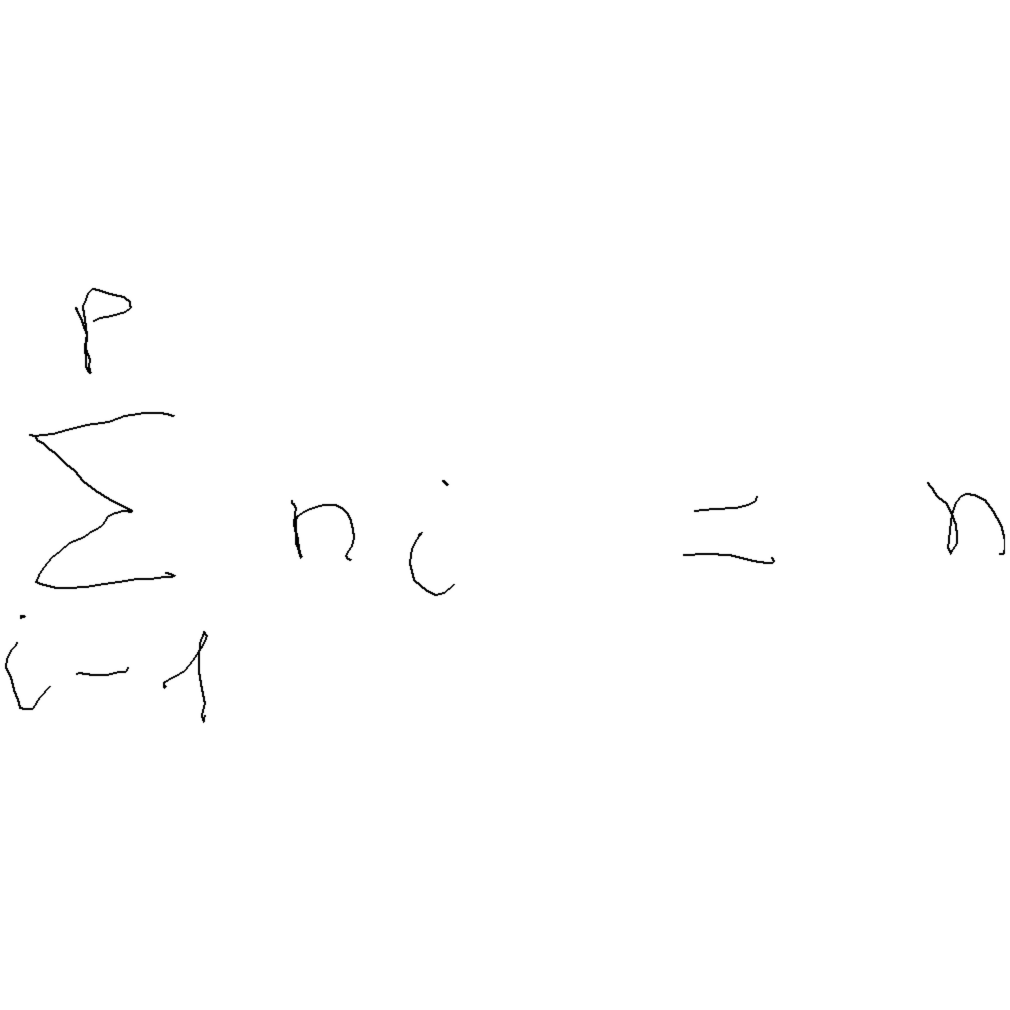 \sum_{i-1}^{p} n_i = n